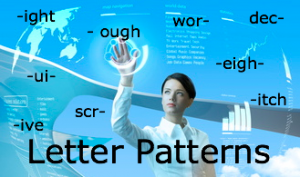 -ight
wor-
dec-
- ough
-ui-
-eigh-
-itch
scr-
-ive
Letter Patterns